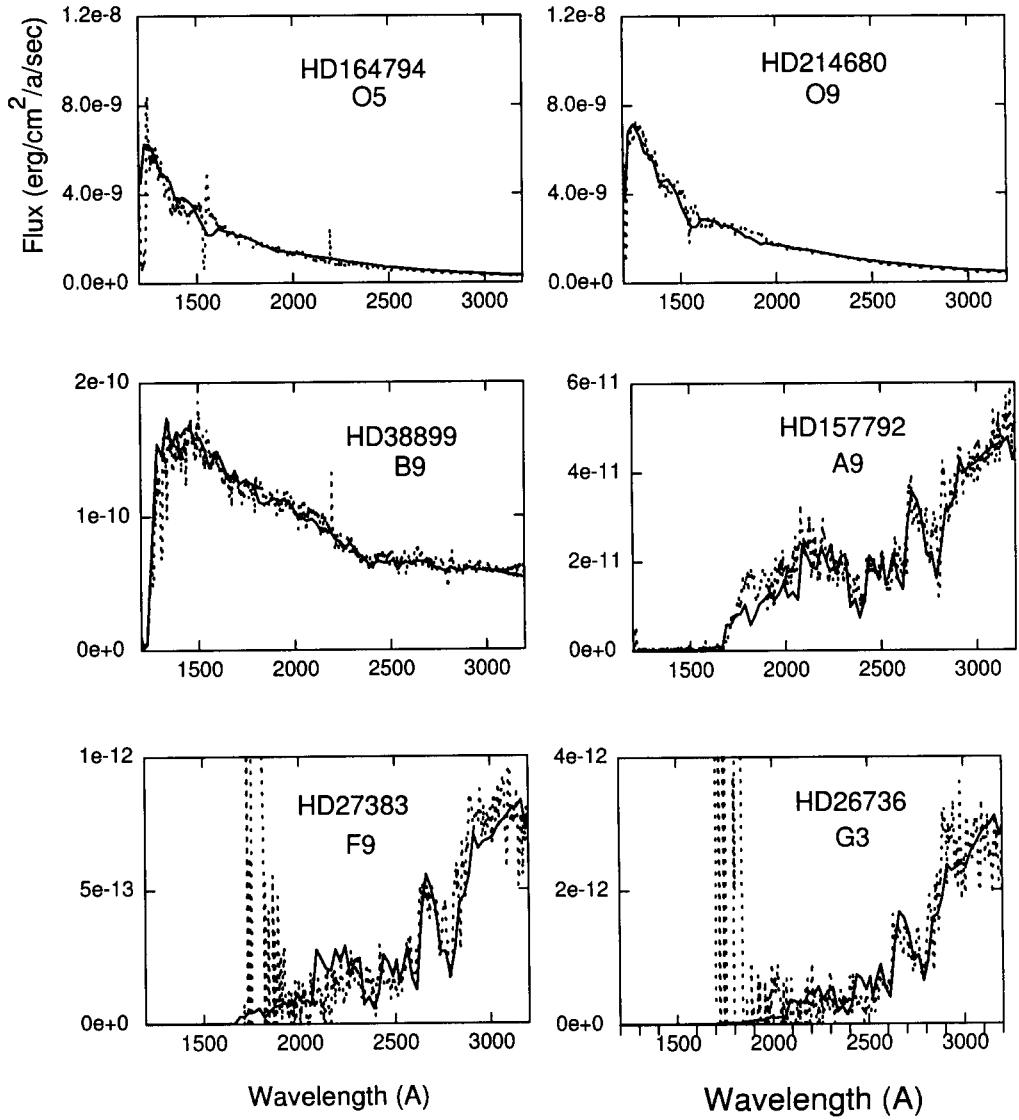 Flux (erg/cm²/a/sec)
1.2e-8
8.0e-9
4.0e-9
0.0e+0
HD164794
O5
1500 2000 2500 3000
1.2e-8
8.0e-9
4.0e-9
0.0e+0
HD214680
O9
1500 2000 2500 3000
2e-10
1e-10
0e+0
HD38899
B9
1500 2000 2500 3000
6e-11
4e-11
2e-11
0e+0
HD157792
A9
1500 2000 2500 3000
1e-12
5e-13
0e+0
HD27383
F9
1500 2000 2500 3000
Wavelength (A)
4e-12
2e-12
0e+0
HD26736
G3
1500 2000 2500 3000
Wavelength (A)